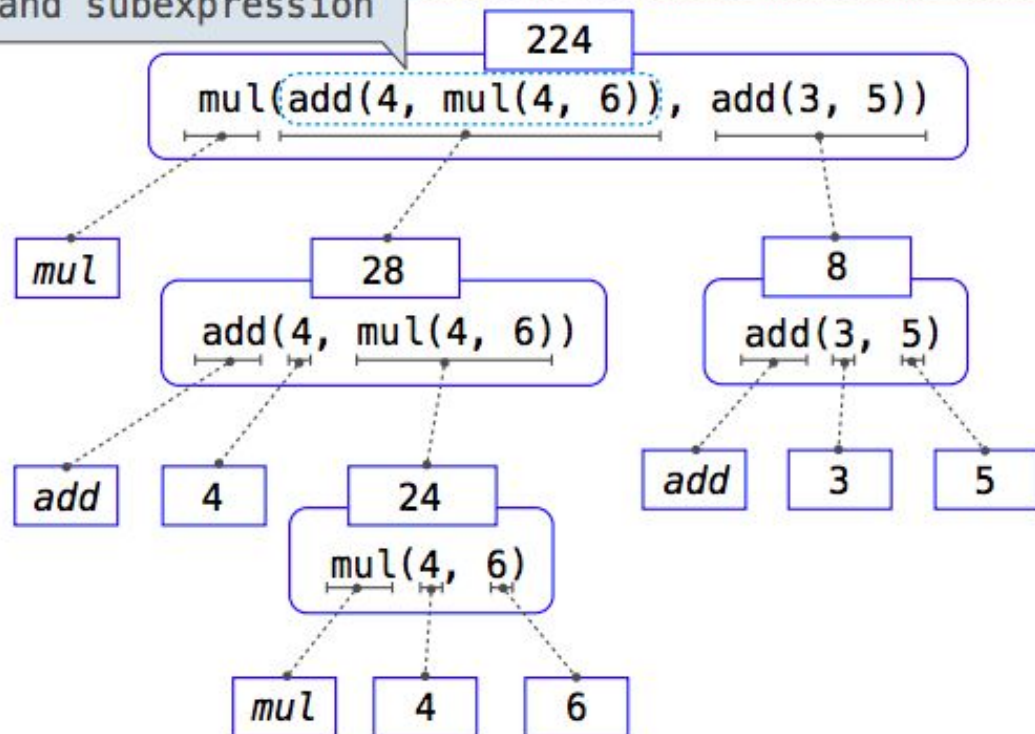 and subexpression
224
mul(add(4, mul(4, 6)), add(3, 5))
mul
28
8
add(4, mul(4, 6))
add(3, 5)
add
4
24
add
3
5
mul(4, 6)
mul
4
6